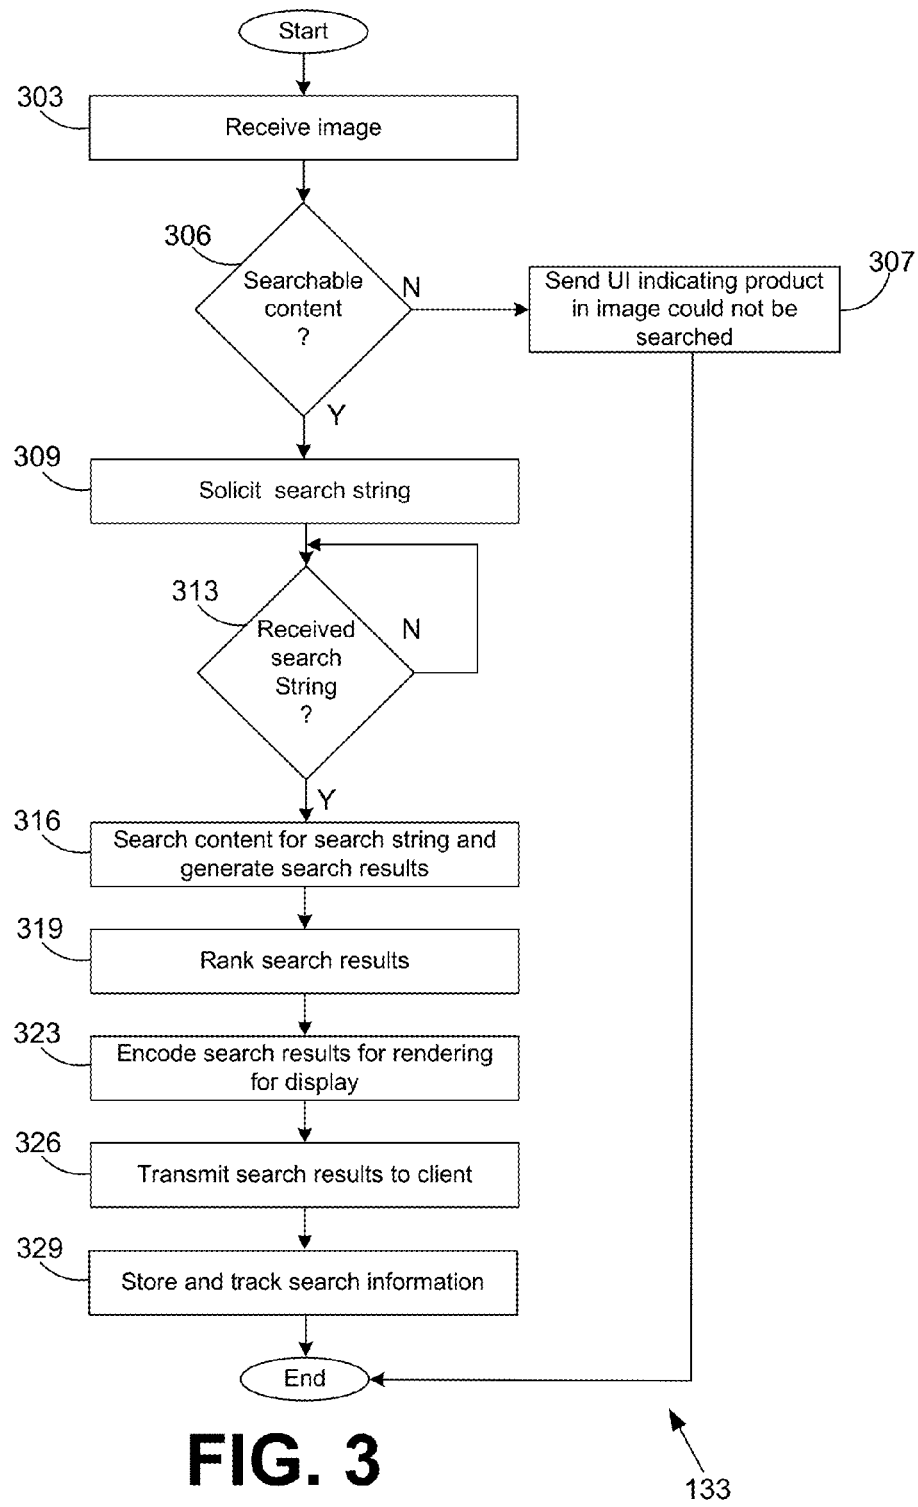 Start
303
Receive image
306
Searchable
content
?
N
Send UI indicating product
in image could not be
searched
307
Y
309
Solicit search string
313
Received
search
String
?
N
Y
316
Search content for search string and
generate search results
319
Rank search results
323
Encode search results for rendering
for display
326
Transmit search results to client
329
Store and track search information
End
FIG. 3
133